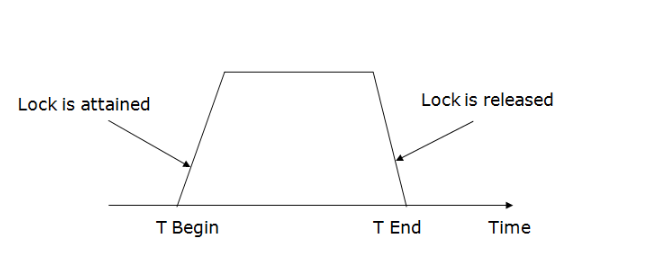 Lock is attained
Lock is released
T Begin
T End
Time